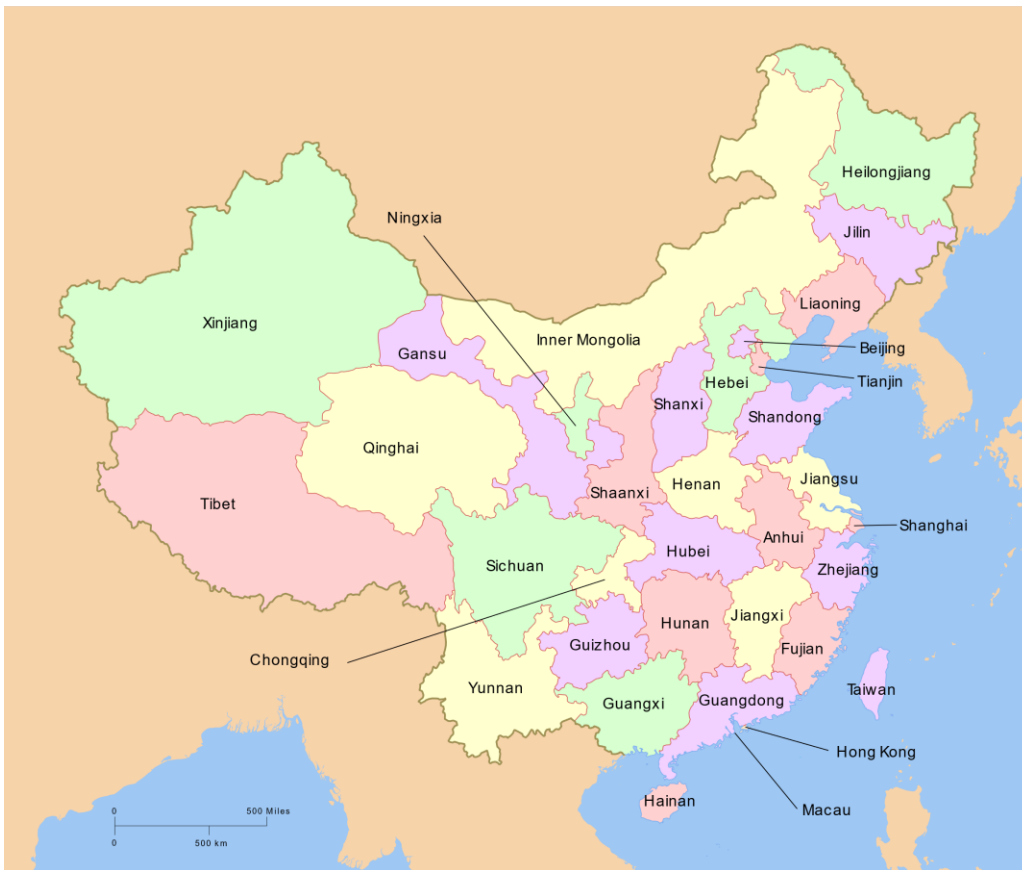 Heilongjiang
Ningxia
Jilin
Liaoning
Xinjiang
Inner Mongolia
Beijing
Gansu
Tianjin
Hebei
Shanxi
Shandong
Qinghai
Jiangsu
Henan
Shaanxi
Tibet
Shanghai
Anhui
Hubei
Sichuan
Zhejiang
Jiangxi
Hunan
Guizhou
Fujian
Chongqing
Yunnan
Taiwan
Guangdong
Guangxi
Hong Kong
Hainan
Macau
0 500 Miles
0 500 km